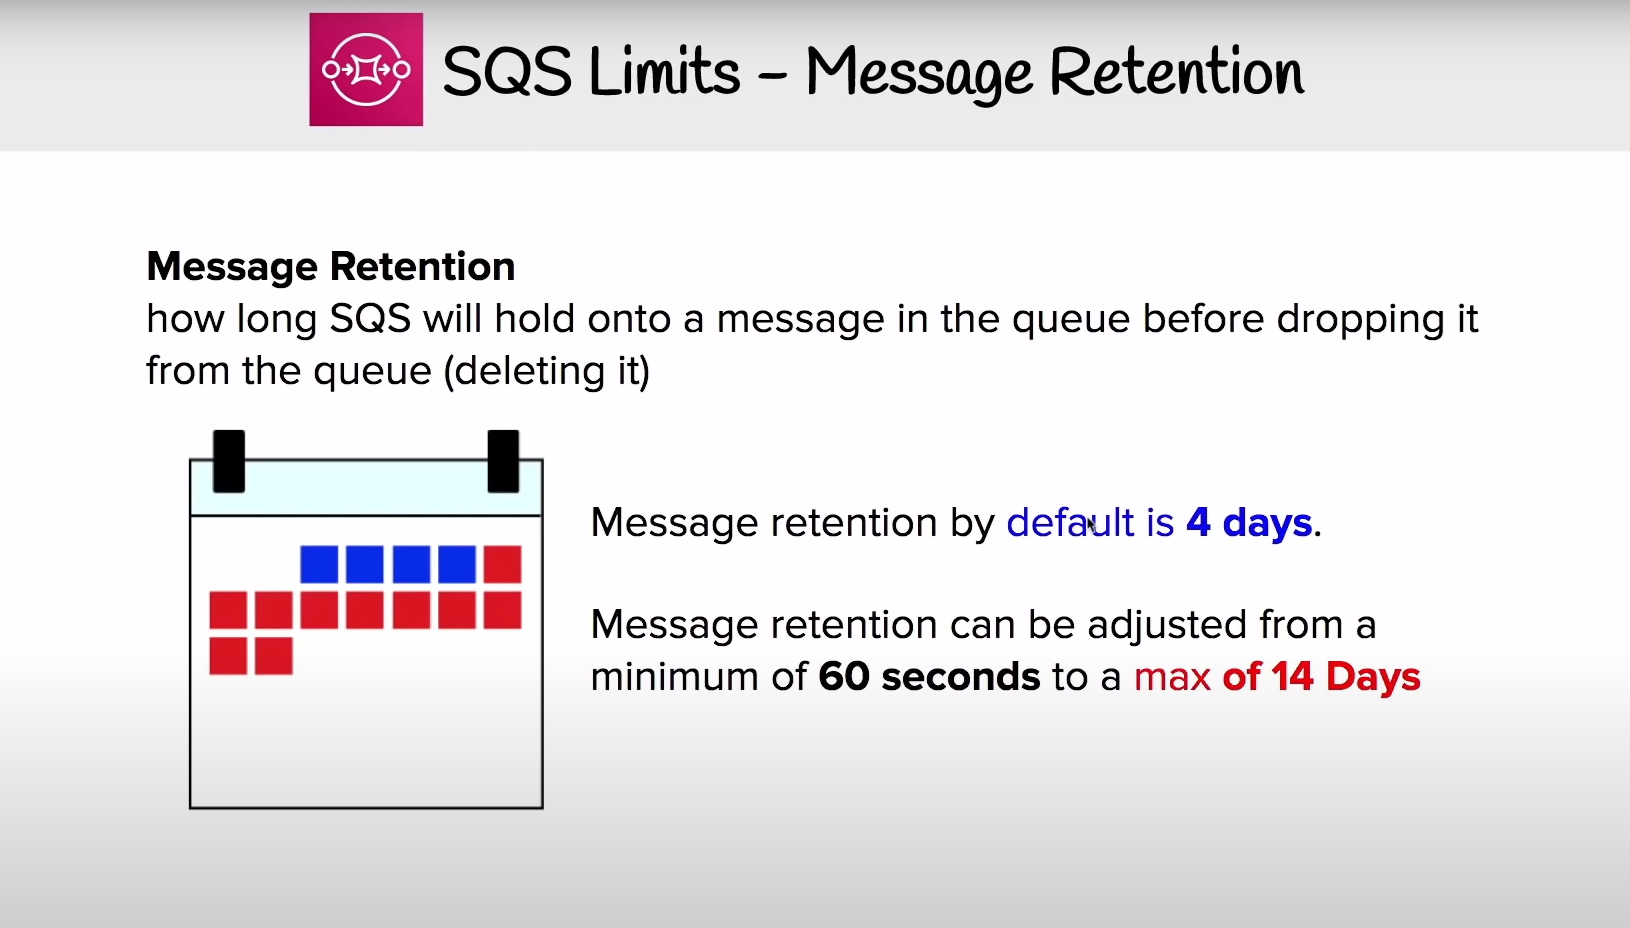 SQS Limits - Message Retention
Message Retention
how long SQS will hold onto a message in the queue before dropping it
from the queue (deleting it)
Message retention by default is 4 days.
Message retention can be adjusted from a
minimum of 60 seconds to a max of 14 Days